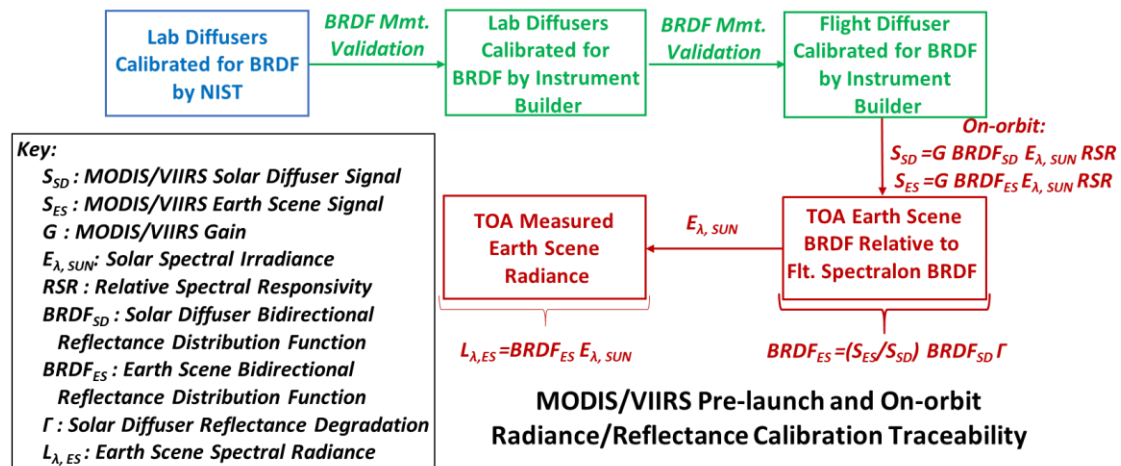 Lab Diffusers
Calibrated for BRDF
by NIST
BRDF Mmt.
Validation
Lab Diffusers
Calibrated for
BRDF by Instrument
Builder
BRDF Mmt.
Validation
Flight Diffuser
Calibrated for BRDF
by Instrument
Builder
On-orbit:
S_SD =G BRDF_SD E_λ, SUN RSR
S_ES =G BRDF_ES E_λ, SUN RSR
TOA Earth Scene
BRDF Relative to
Flt. Spectralon BRDF
E_λ, SUN
TOA Measured
Earth Scene
Radiance
L_λ,ES =BRDF_ES E_λ, SUN
BRDF_ES =(S_ES/S_SD) BRDF_SD Γ
Key:
S_SD : MODIS/VIIRS Solar Diffuser Signal
S_ES : MODIS/VIIRS Earth Scene Signal
G : MODIS/VIIRS Gain
E_λ, SUN: Solar Spectral Irradiance
RSR : Relative Spectral Responsivity
BRDF_SD : Solar Diffuser Bidirectional
Reflectance Distribution Function
BRDF_ES : Earth Scene Bidirectional
Reflectance Distribution Function
Γ : Solar Diffuser Reflectance Degradation
L_λ,ES : Earth Scene Spectral Radiance
MODIS/VIIRS Pre-launch and On-orbit
Radiance/Reflectance Calibration Traceability